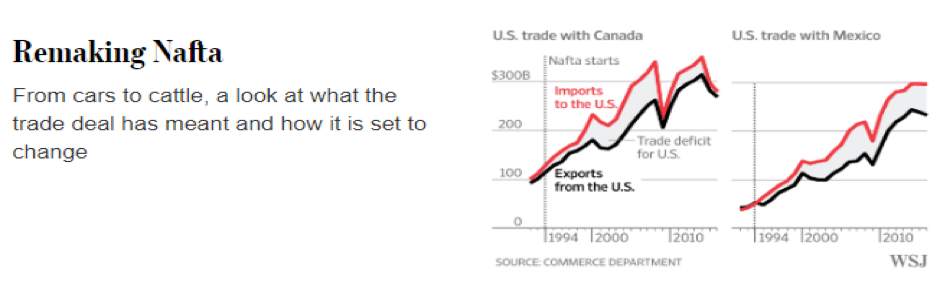 Remaking Nafta
From cars to cattle, a look at what the
trade deal has meant and how it is set to
change
U.S. trade with Canada
Nafta starts
$300B
Imports
to the U.S.
200
Trade deficit
for U.S.
100
Exports
from the U.S.
0
1994 2000 2010
U.S. trade with Mexico
1994 2000 2010
SOURCE: COMMERCE DEPARTMENT
WSJ